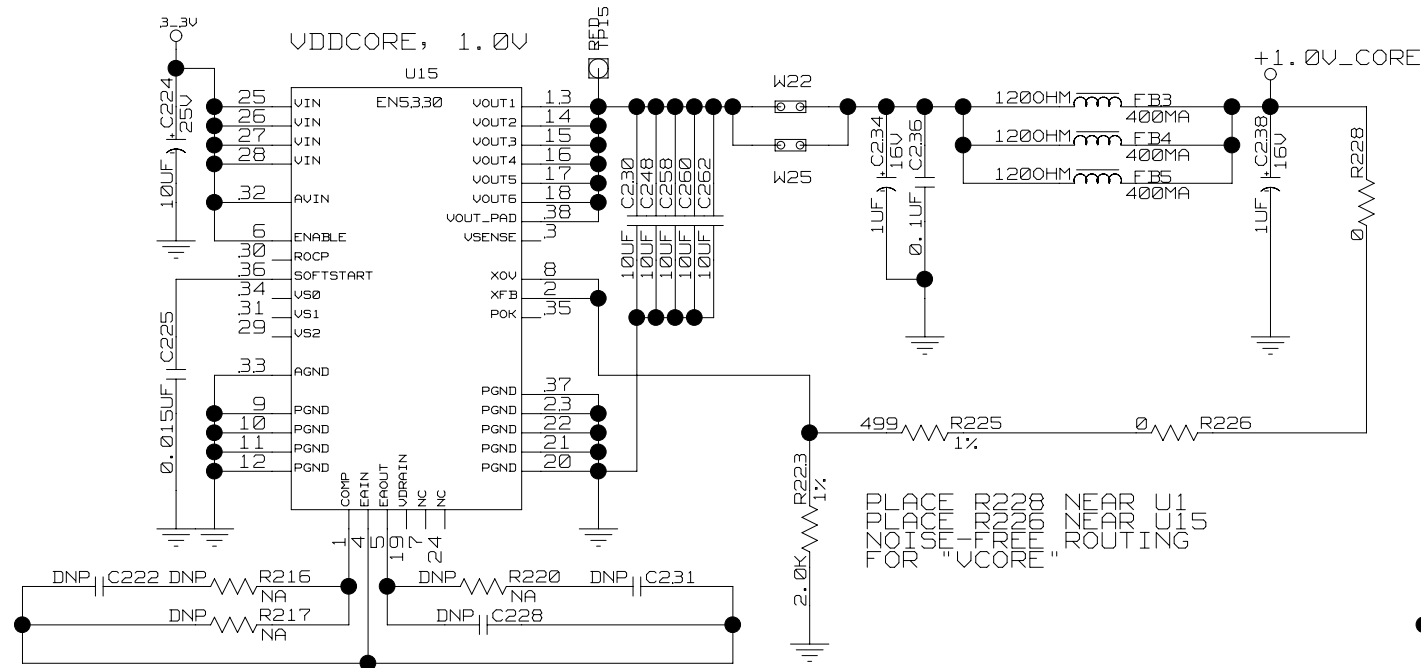 3_3V
VDDCORE, 1.0V
RED
TP15
U15
EN5330
C224
25V
10UF
25 VIN
26 VIN
27 VIN
28 VIN
32 AVIN
6 ENABLE
30 ROCP
36 SOFTSTART
34 VS0
31 VS1
29 VS2
33 AGND
9 PGND
10 PGND
11 PGND
12 PGND
VOUT1 13
VOUT2 14
VOUT3 15
VOUT4 16
VOUT5 17
VOUT6 18
VOUT_PAD 38
VSENSE 3
XOV 8
XFB 2
POK 35
PGND 37
PGND 23
PGND 22
PGND 21
PGND 20
COMP 1
EAIN 4
EAOUT 5
VDRAIN 19
NC 7
NC 24
C225
0.015UF
C230
10UF
C248
10UF
C258
10UF
C260
10UF
C262
10UF
W22
W25
C234
16V
1UF
C236
0.1UF
120OHM FB3
400MA
120OHM FB4
400MA
120OHM FB5
400MA
+1.0V_CORE
C238
16V
1UF
R228
0
499 R225
1%
0 R226
R223
1%
2.0K
PLACE R228 NEAR U1
PLACE R226 NEAR U15
NOISE-FREE ROUTING
FOR "VCORE"
DNP C222 DNP R216
NA
DNP R217
NA
DNP R220 DNP C231
NA
DNP C228